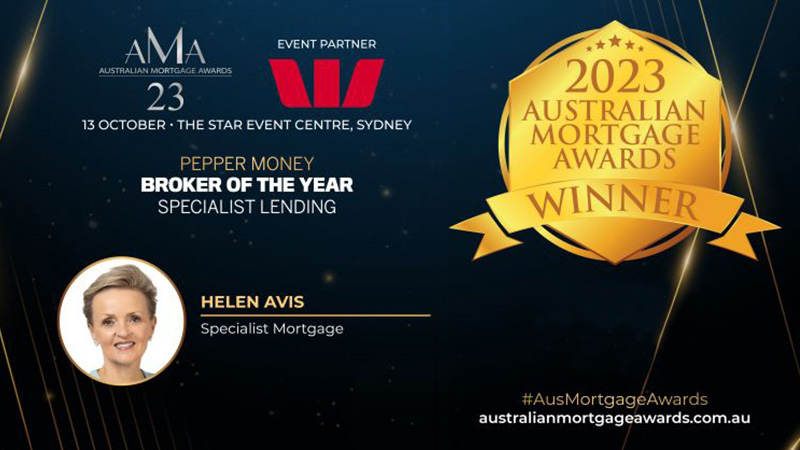 AMA
AUSTRALIAN MORTGAGE AWARDS
23
EVENT PARTNER
13 OCTOBER • THE STAR EVENT CENTRE, SYDNEY
PEPPER MONEY
BROKER OF THE YEAR
SPECIALIST LENDING
2023
AUSTRALIAN
MORTGAGE
AWARDS
WINNER
HELEN AVIS
Specialist Mortgage
#AusMortgageAwards
australianmortgageawards.com.au